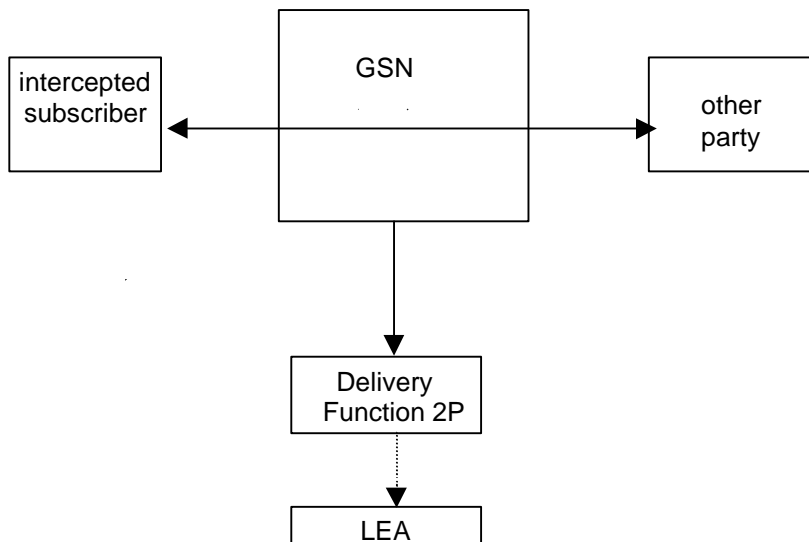 GSN
intercepted
subscriber
other
party
Delivery
Function 2P
LEA